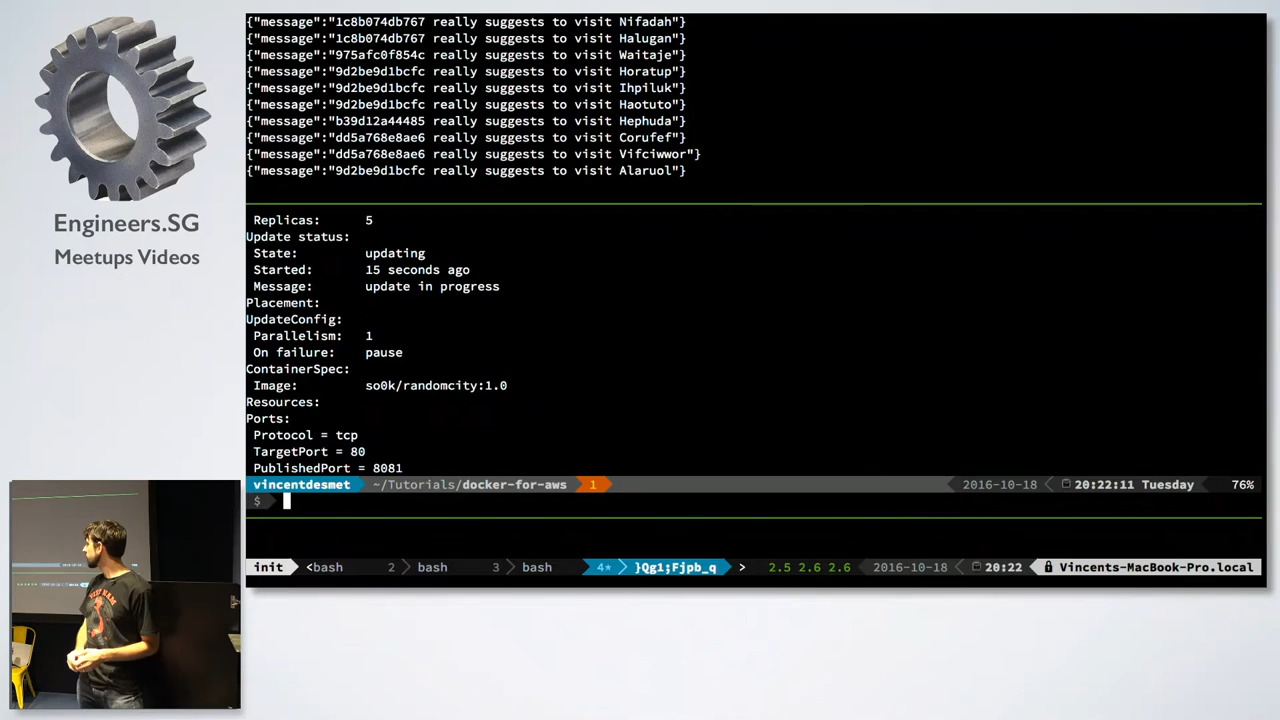 Engineers.SG
Meetups Videos
{"message":"1c8b074db767 really suggests to visit Nifadah"}
{"message":"1c8b074db767 really suggests to visit Halugan"}
{"message":"975afc0f854c really suggests to visit Waitaje"}
{"message":"9d2be9d1bcfc really suggests to visit Horatup"}
{"message":"9d2be9d1bcfc really suggests to visit Ihpiluk"}
{"message":"9d2be9d1bcfc really suggests to visit Haotuto"}
{"message":"b39d12a44485 really suggests to visit Hephuda"}
{"message":"dd5a768e8ae6 really suggests to visit Corufef"}
{"message":"dd5a768e8ae6 really suggests to visit Vifciwwor"}
{"message":"9d2be9d1bcfc really suggests to visit Alaruol"}
Replicas: 5
Update status:
State: updating
Started: 15 seconds ago
Message: update in progress
Placement:
UpdateConfig:
Parallelism: 1
On failure: pause
ContainerSpec:
Image: so0k/randomcity:1.0
Resources:
Ports:
Protocol = tcp
TargetPort = 80
PublishedPort = 8081
vincentdesmet ~/Tutorials/docker-for-aws 1 2016-10-18 20:22:11 Tuesday 76%
$
init <bash 2 bash 3 bash 4* }Qg1;Fjpb_q > 2.5 2.6 2.6 2016-10-18 20:22 Vincents-MacBook-Pro.local